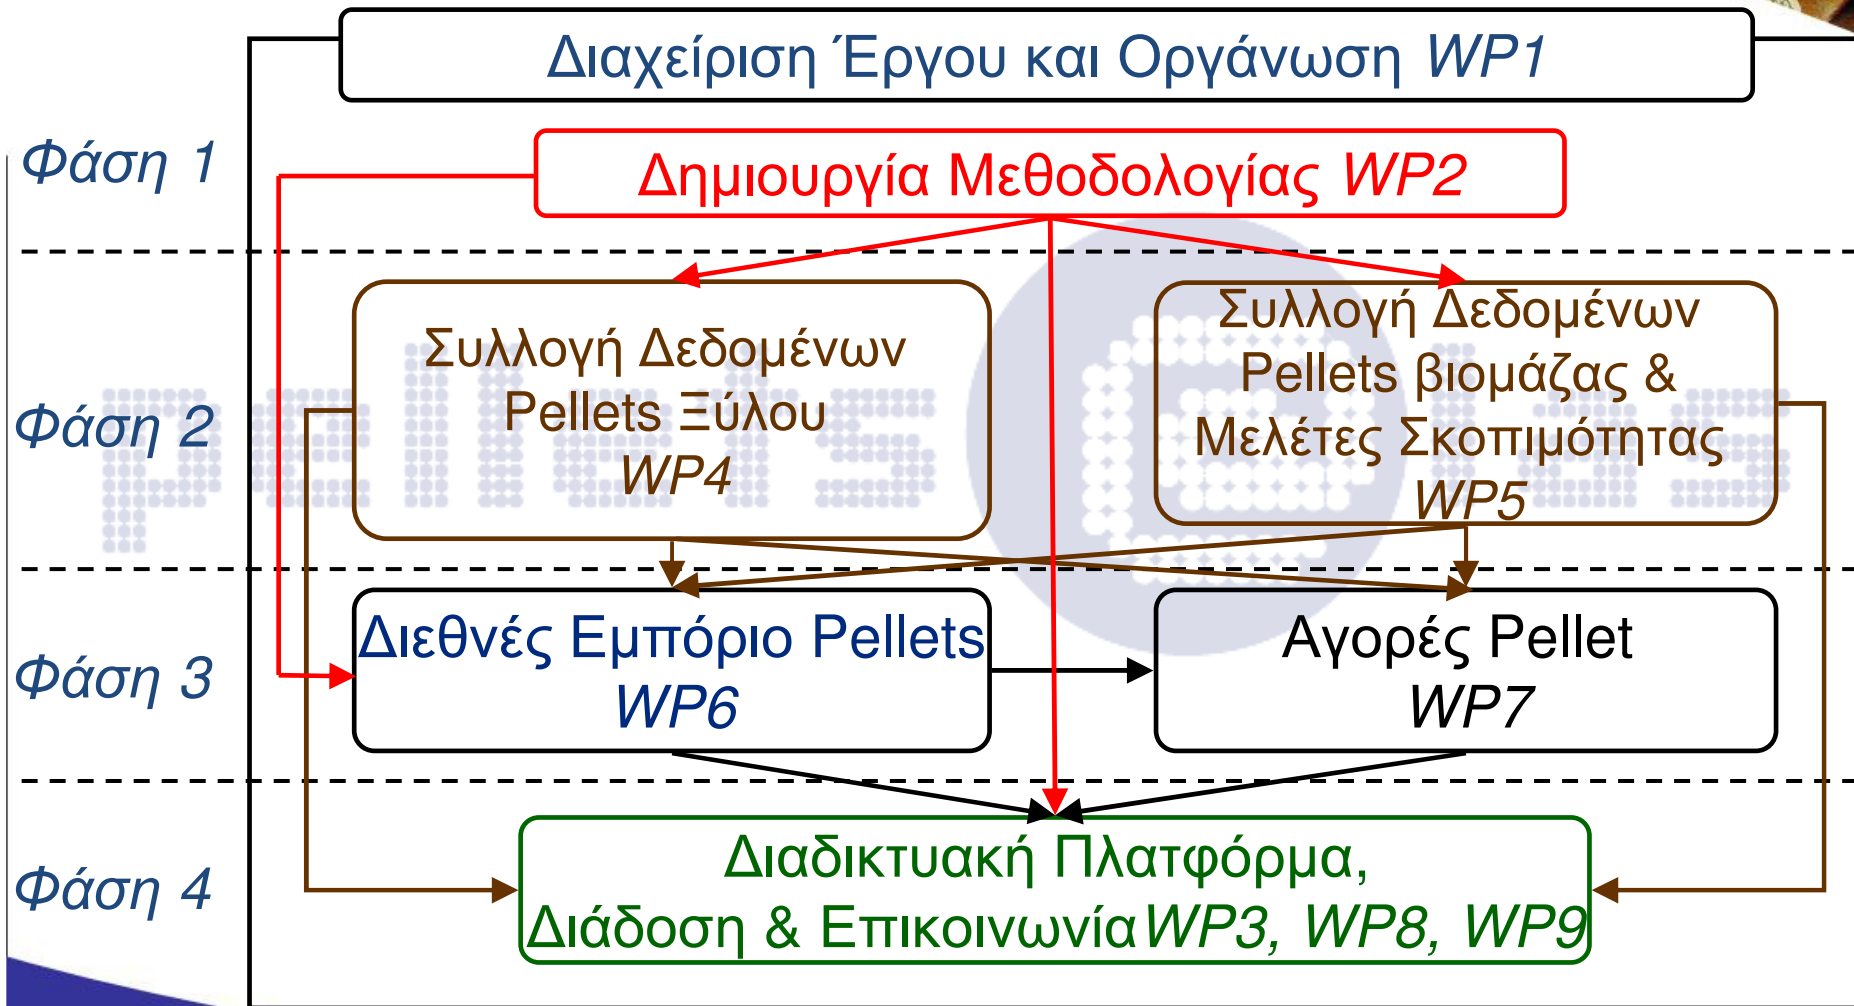 Διαχείριση Έργου και Οργάνωση WP1
Φάση 1
Δημιουργία Μεθοδολογίας WP2
Φάση 2
Συλλογή Δεδομένων
Pellets Ξύλου
WP4
Συλλογή Δεδομένων
Pellets βιομάζας &
Μελέτες Σκοπιμότητας
WP5
Φάση 3
Διεθνές Εμπόριο Pellets
WP6
Αγορές Pellet
WP7
Φάση 4
Διαδικτυακή Πλατφόρμα,
Διάδοση & Επικοινωνία WP3, WP8, WP9
pellets @las